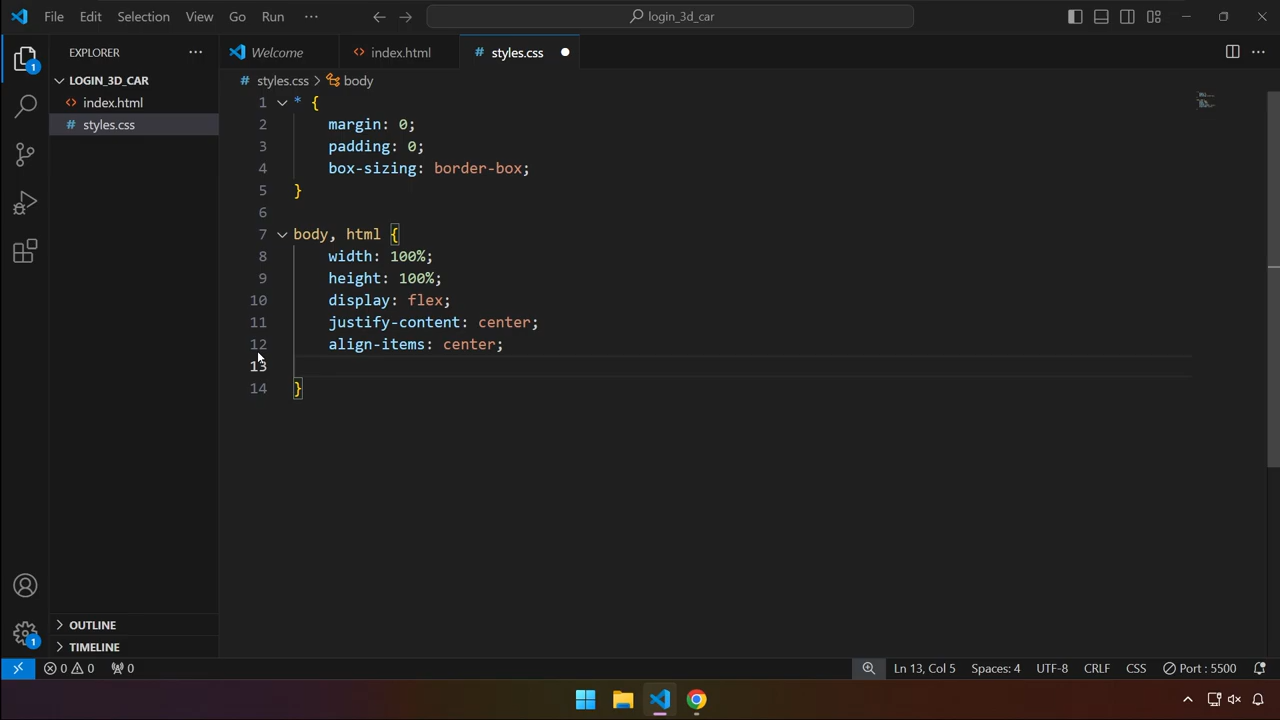 File Edit Selection View Go Run ··· login_3d_car
EXPLORER ···
Welcome index.html # styles.css
LOGIN_3D_CAR
index.html
# styles.css
# styles.css > body
1 * {
2 margin: 0;
3 padding: 0;
4 box-sizing: border-box;
5 }
6
7 body, html {
8 width: 100%;
9 height: 100%;
10 display: flex;
11 justify-content: center;
12 align-items: center;
13
14 }
1
OUTLINE
1
TIMELINE
0 0 0 Ln 13, Col 5 Spaces: 4 UTF-8 CRLF CSS Port : 5500